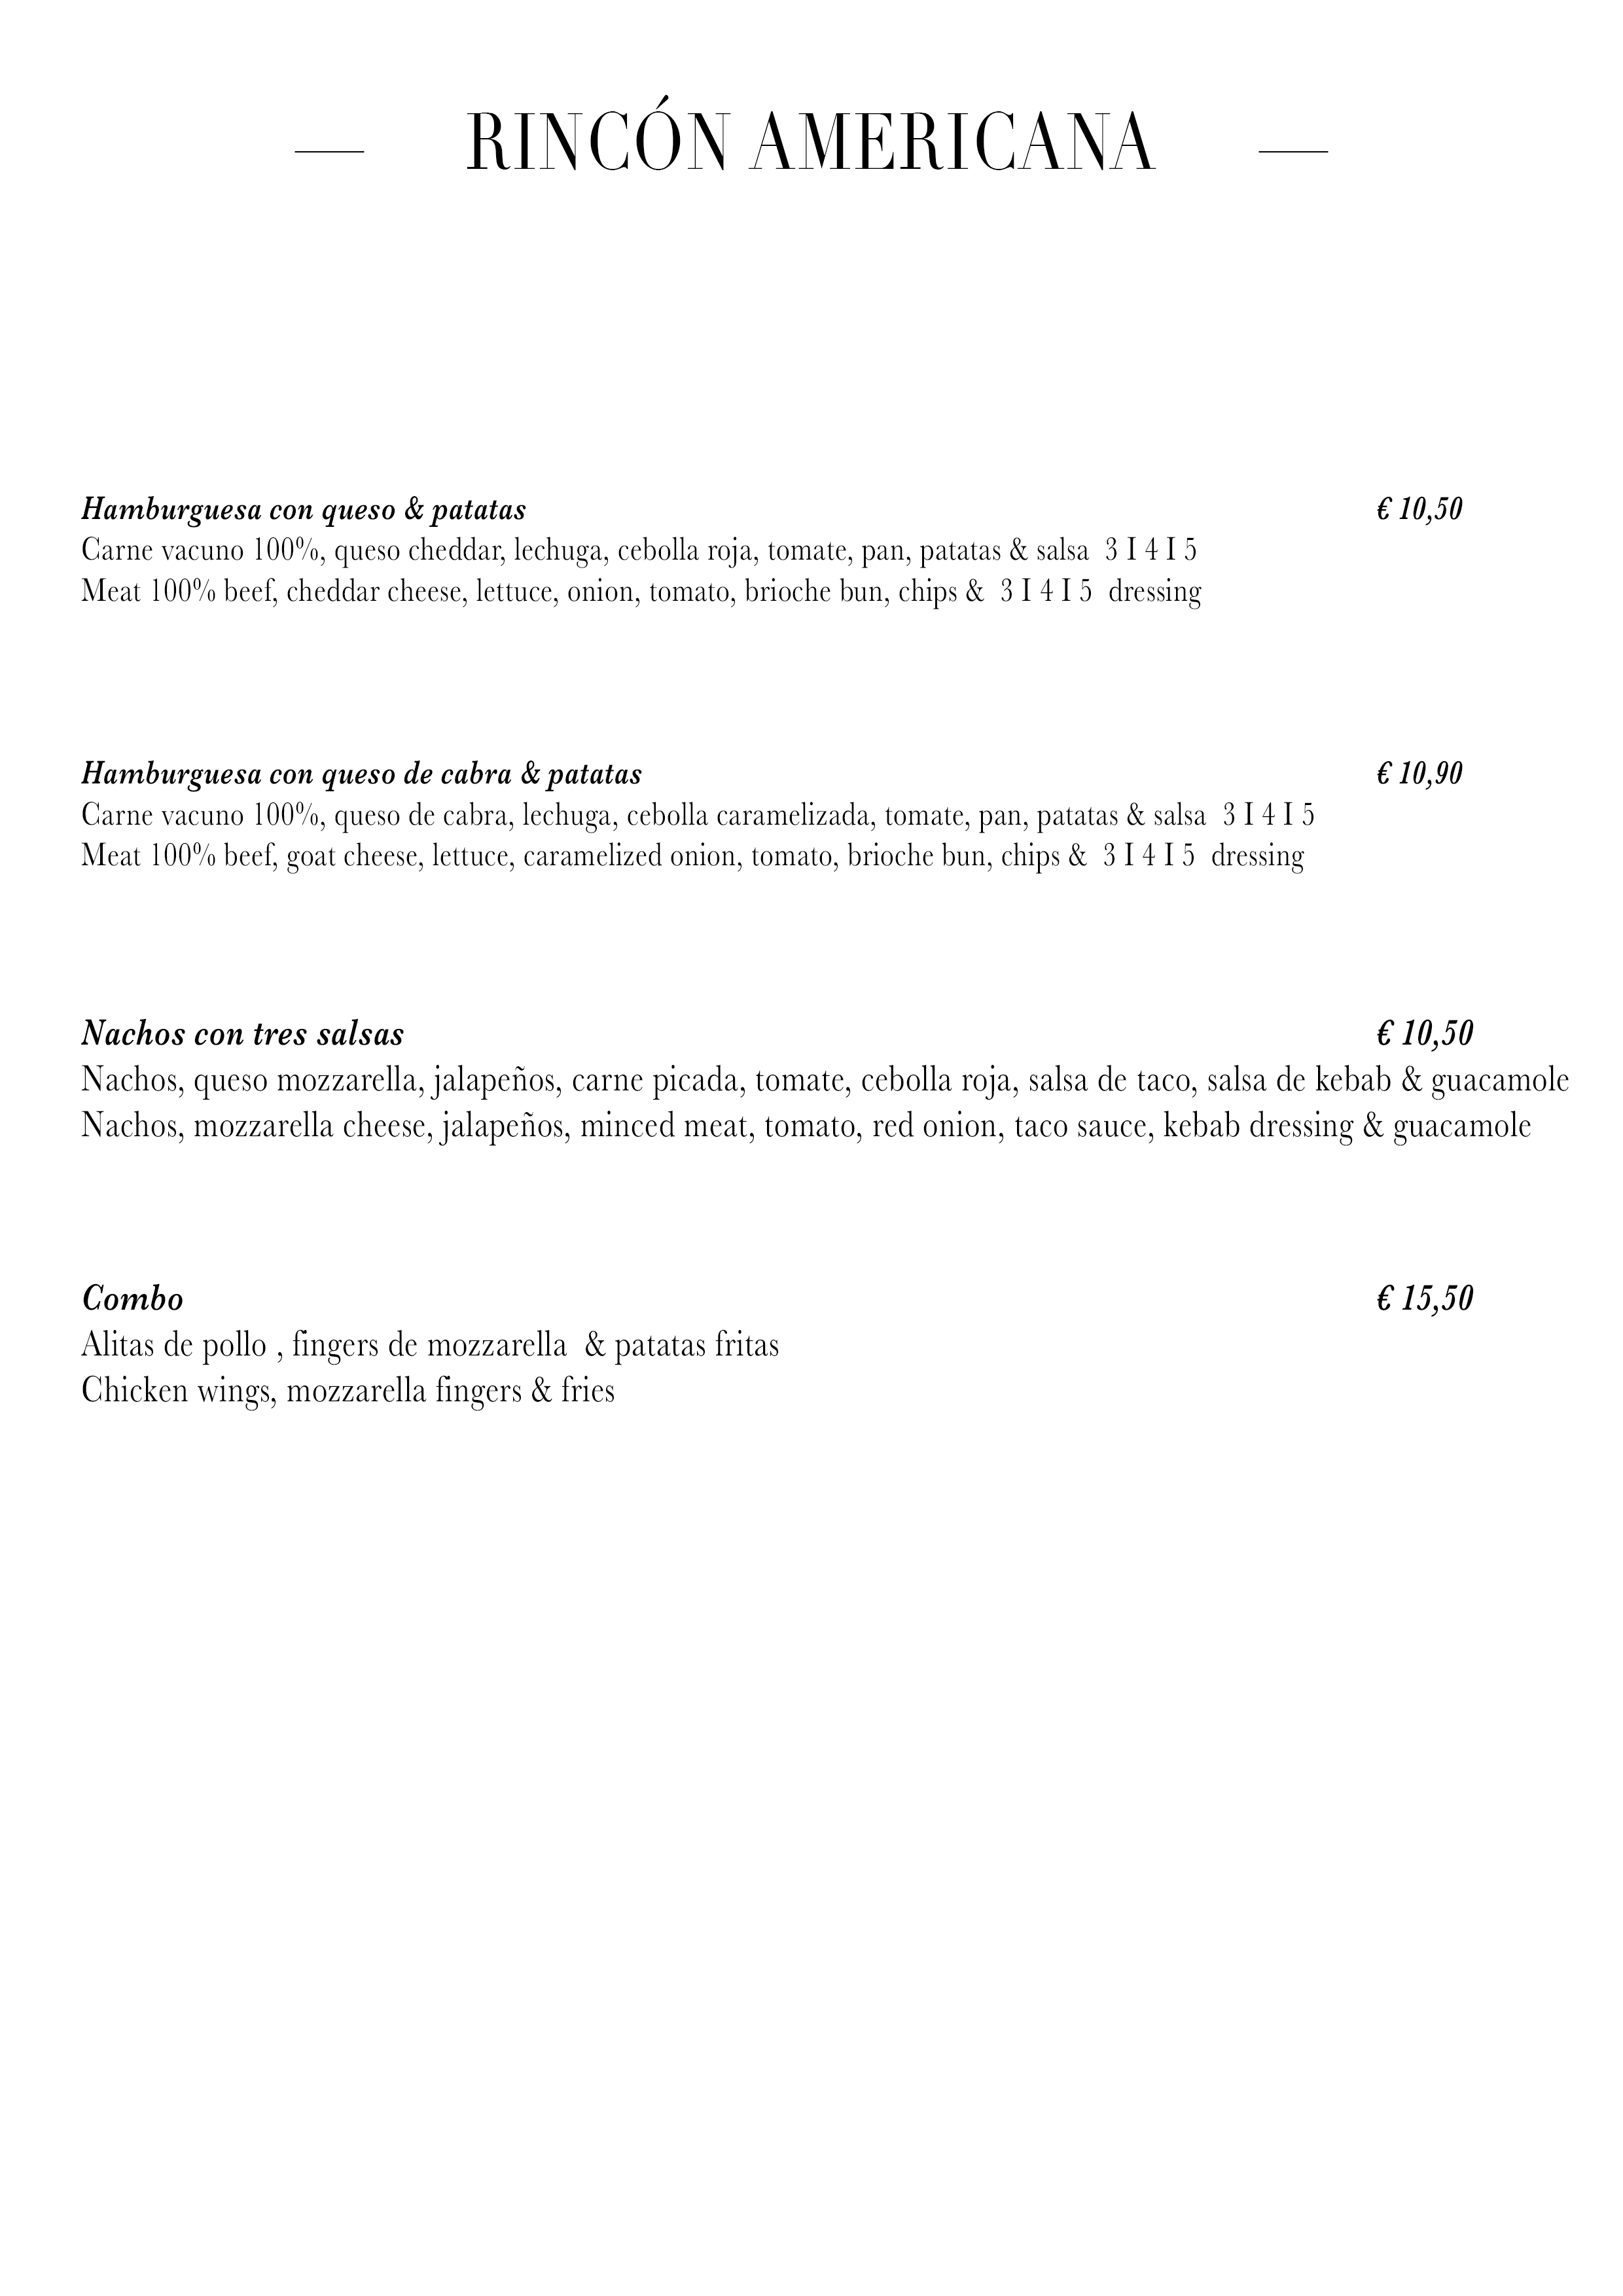 RINCÓN AMERICANA
Hamburguesa con queso & patatas € 10,50
Carne vacuno 100%, queso cheddar, lechuga, cebolla roja, tomate, pan, patatas & salsa 3 I 4 I 5
Meat 100% beef, cheddar cheese, lettuce, onion, tomato, brioche bun, chips & 3 I 4 I 5 dressing
Hamburguesa con queso de cabra & patatas € 10,90
Carne vacuno 100%, queso de cabra, lechuga, cebolla caramelizada, tomate, pan, patatas & salsa 3 I 4 I 5
Meat 100% beef, goat cheese, lettuce, caramelized onion, tomato, brioche bun, chips & 3 I 4 I 5 dressing
Nachos con tres salsas € 10,50
Nachos, queso mozzarella, jalapeños, carne picada, tomate, cebolla roja, salsa de taco, salsa de kebab & guacamole
Nachos, mozzarella cheese, jalapeños, minced meat, tomato, red onion, taco sauce, kebab dressing & guacamole
Combo € 15,50
Alitas de pollo , fingers de mozzarella & patatas fritas
Chicken wings, mozzarella fingers & fries